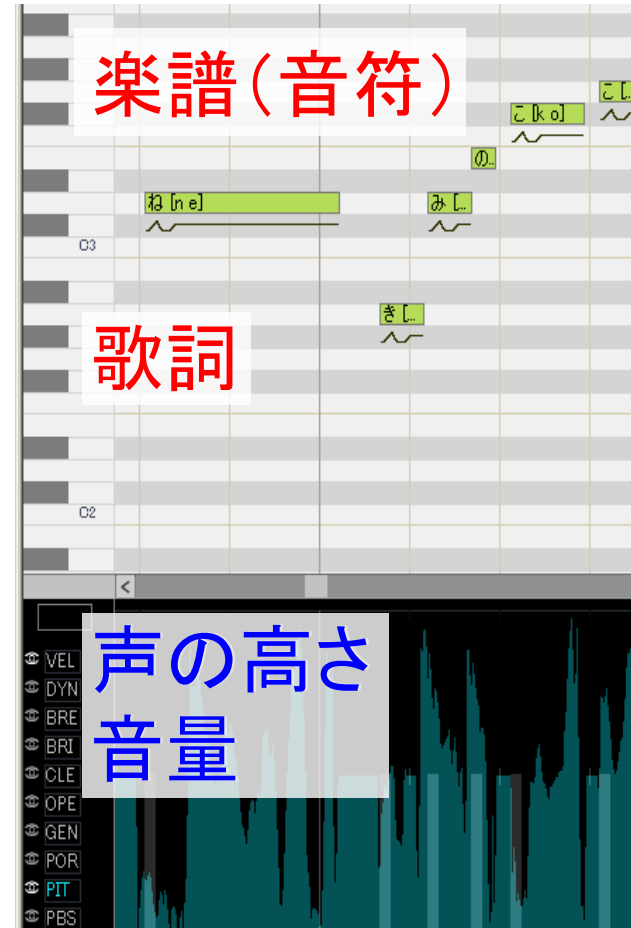 楽譜(音符)
こ [..
こ [k o]
の..
ね [n e]
み [..
C3
き [..
歌詞
C2
<
声の高さ
音量
VEL
DYN
BRE
BRI
CLE
OPE
GEN
POR
PIT
PBS